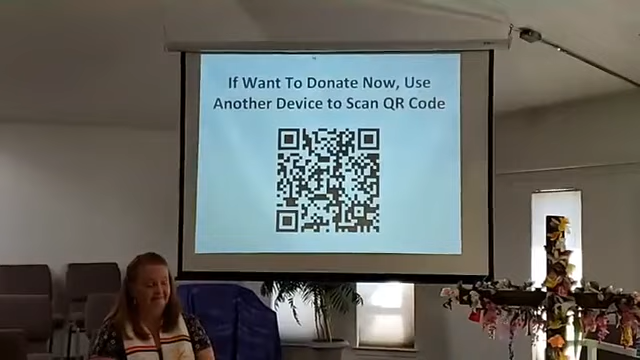 If Want To Donate Now, Use
Another Device to Scan QR Code